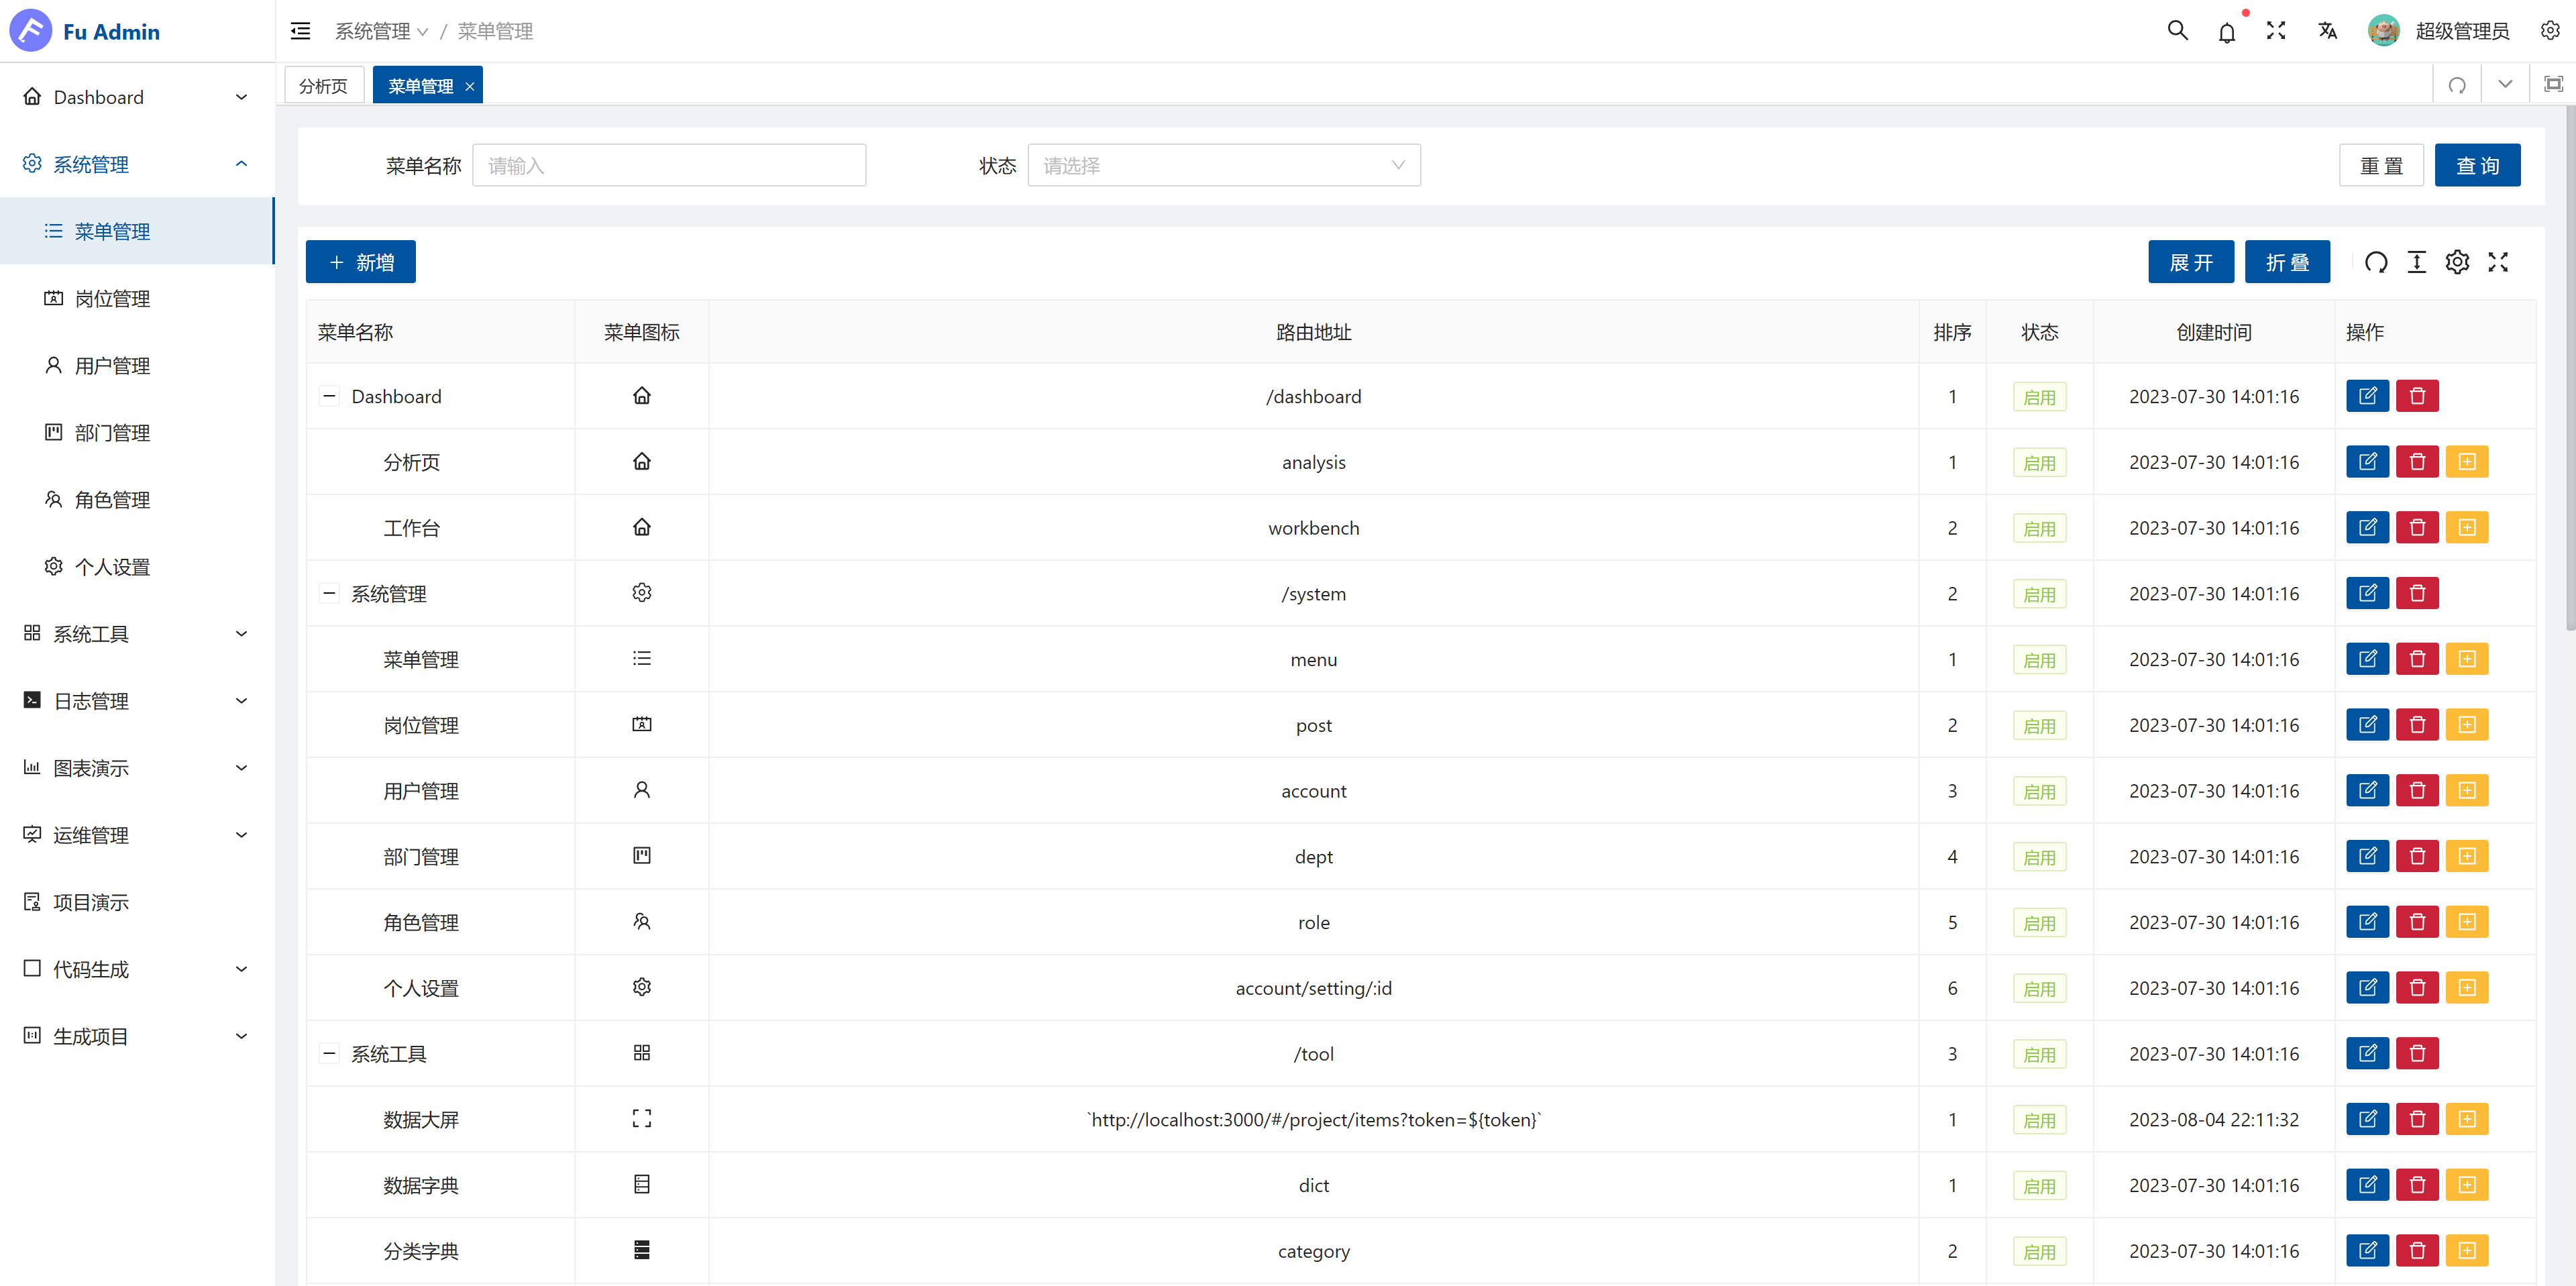 Fu Admin
系统管理 / 菜单管理
超级管理员
分析页 菜单管理
Dashboard
系统管理
菜单管理
岗位管理
用户管理
部门管理
角色管理
个人设置
系统工具
日志管理
图表演示
运维管理
项目演示
代码生成
生成项目
菜单名称 请输入 状态 请选择 重置 查询
新增 展开 折叠
菜单名称 菜单图标 路由地址 排序 状态 创建时间 操作
Dashboard /dashboard 1 启用 2023-07-30 14:01:16
分析页 analysis 1 启用 2023-07-30 14:01:16
工作台 workbench 2 启用 2023-07-30 14:01:16
系统管理 /system 2 启用 2023-07-30 14:01:16
菜单管理 menu 1 启用 2023-07-30 14:01:16
岗位管理 post 2 启用 2023-07-30 14:01:16
用户管理 account 3 启用 2023-07-30 14:01:16
部门管理 dept 4 启用 2023-07-30 14:01:16
角色管理 role 5 启用 2023-07-30 14:01:16
个人设置 account/setting/:id 6 启用 2023-07-30 14:01:16
系统工具 /tool 3 启用 2023-07-30 14:01:16
数据大屏 `http://localhost:3000/#/project/items?token=${token}` 1 启用 2023-08-04 22:11:32
数据字典 dict 1 启用 2023-07-30 14:01:16
分类字典 category 2 启用 2023-07-30 14:01:16